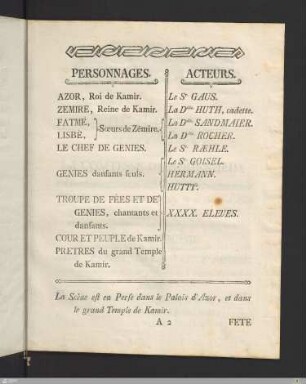 PERSONNAGES. ACTEURS.
AZOR, Roi de Kamir. Le Sr GAUS.
ZEMIRE, Reine de Kamir. La Dlle HUTH, cadette.
FATMÉ, La Dlle SANDMAIER.
Sœurs de Zémire.
LISBÉ, La Dlle ROCHER.
LE CHEF DE GENIES. Le Sr RÆHLE.
Le Sr GOISEL.
GENIES dansants seuls. HERMANN.
HUTTY.
TROUPE DE FÉES ET DE
GENIES, chantants et XXXX. ELEVES.
dansants.
COUR ET PEUPLE de Kamir.
PRETRES du grand Temple
de Kamir.
La Scène est en Perse dans le Palais d'Azor, et dans
le grand Temple de Kamir.
A 2 FETE